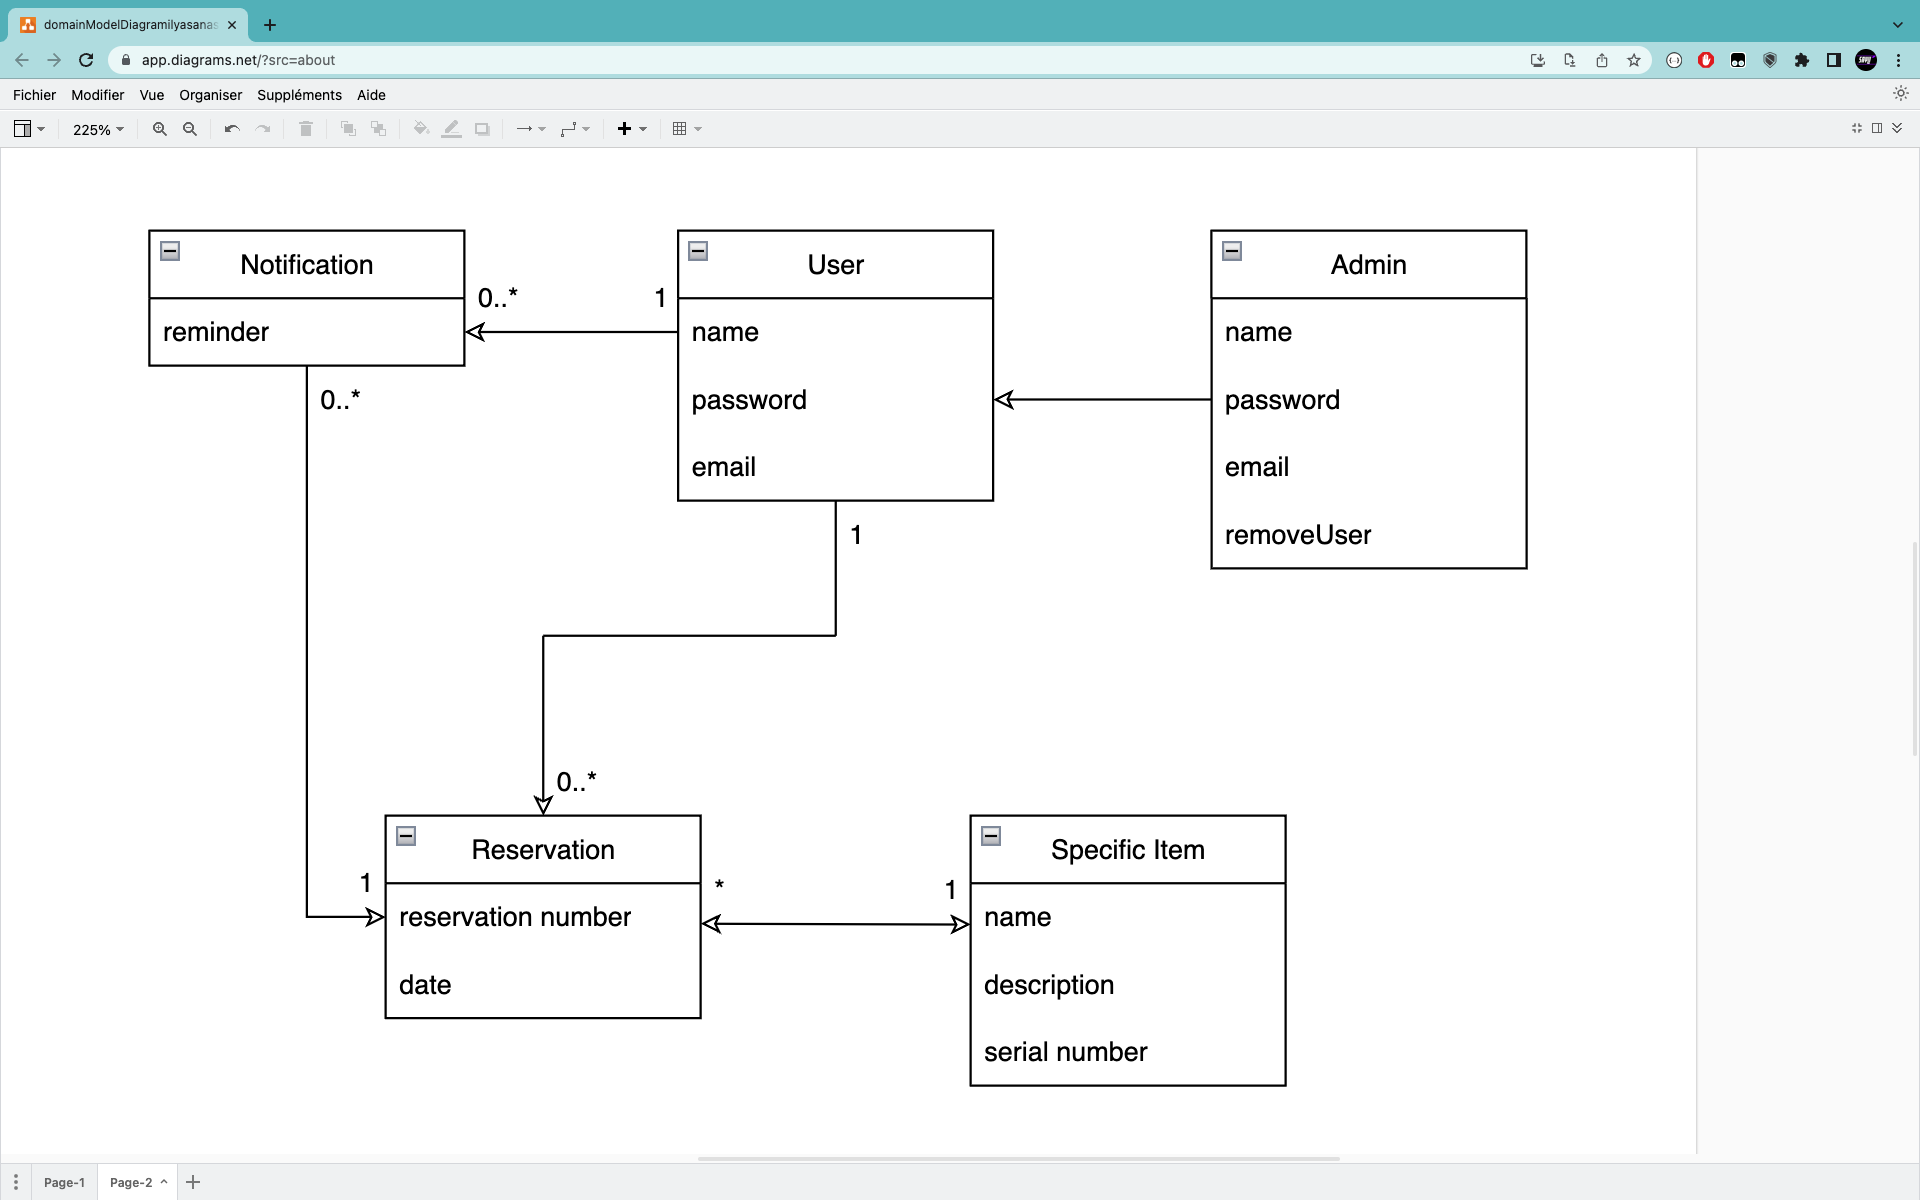 domainModelDiagramilyasanas
app.diagrams.net/?src=about
Fichier Modifier Vue Organiser Suppléments Aide
225%
Notification
reminder
0..*
1
User
name
password
email
Admin
name
password
email
removeUser
0..*
1
0..*
1
Reservation
reservation number
date
*
1
Specific Item
name
description
serial number
Page-1 Page-2